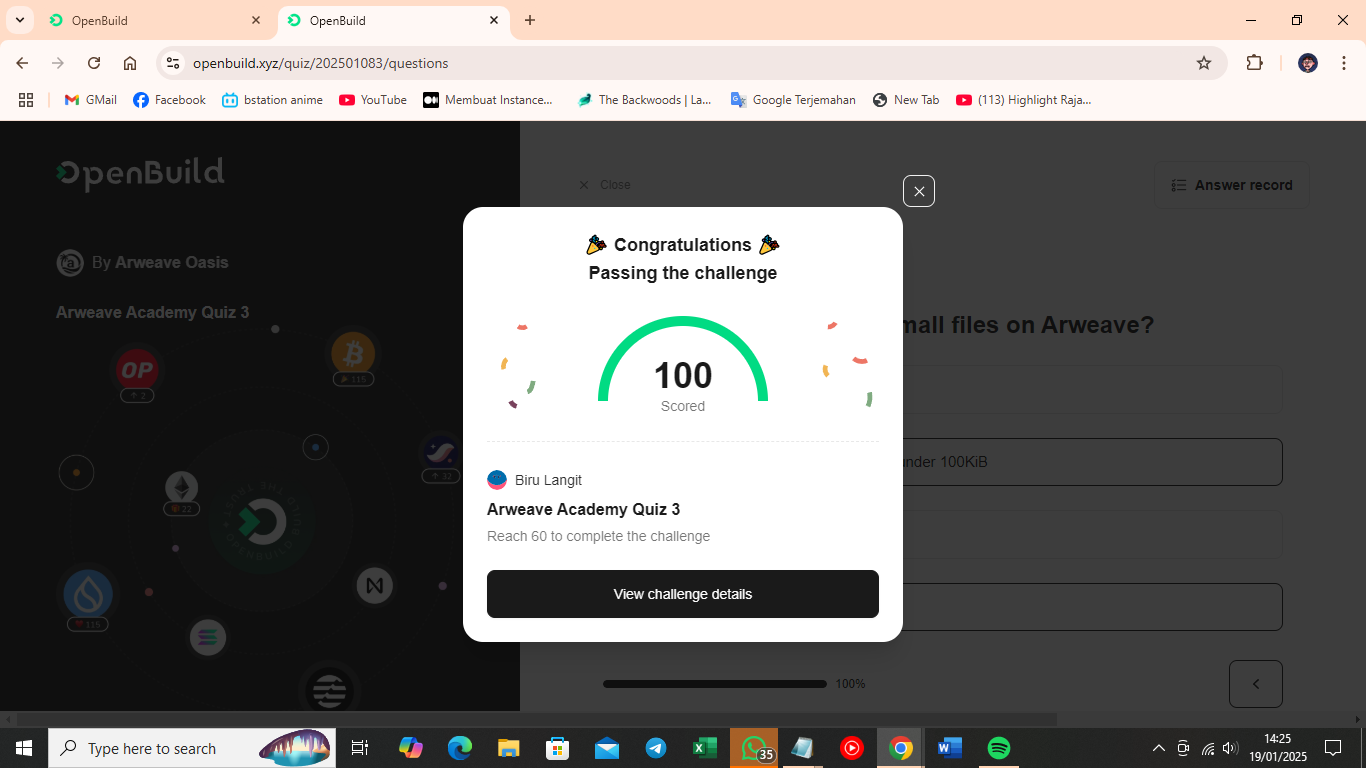 OpenBuild
OpenBuild
openbuild.xyz/quiz/202501083/questions
GMail
Facebook
bstation anime
YouTube
Membuat Instance...
The Backwoods | La...
Google Terjemahan
New Tab
(113) Highlight Raja...
OpenBuild
By Arweave Oasis
Arweave Academy Quiz 3
OP
2
115
32
22
115
Close
Answer record
mall files on Arweave?
under 100KiB
100%
Congratulations
Passing the challenge
100
Scored
Biru Langit
Arweave Academy Quiz 3
Reach 60 to complete the challenge
View challenge details
Type here to search
35
14:25
19/01/2025